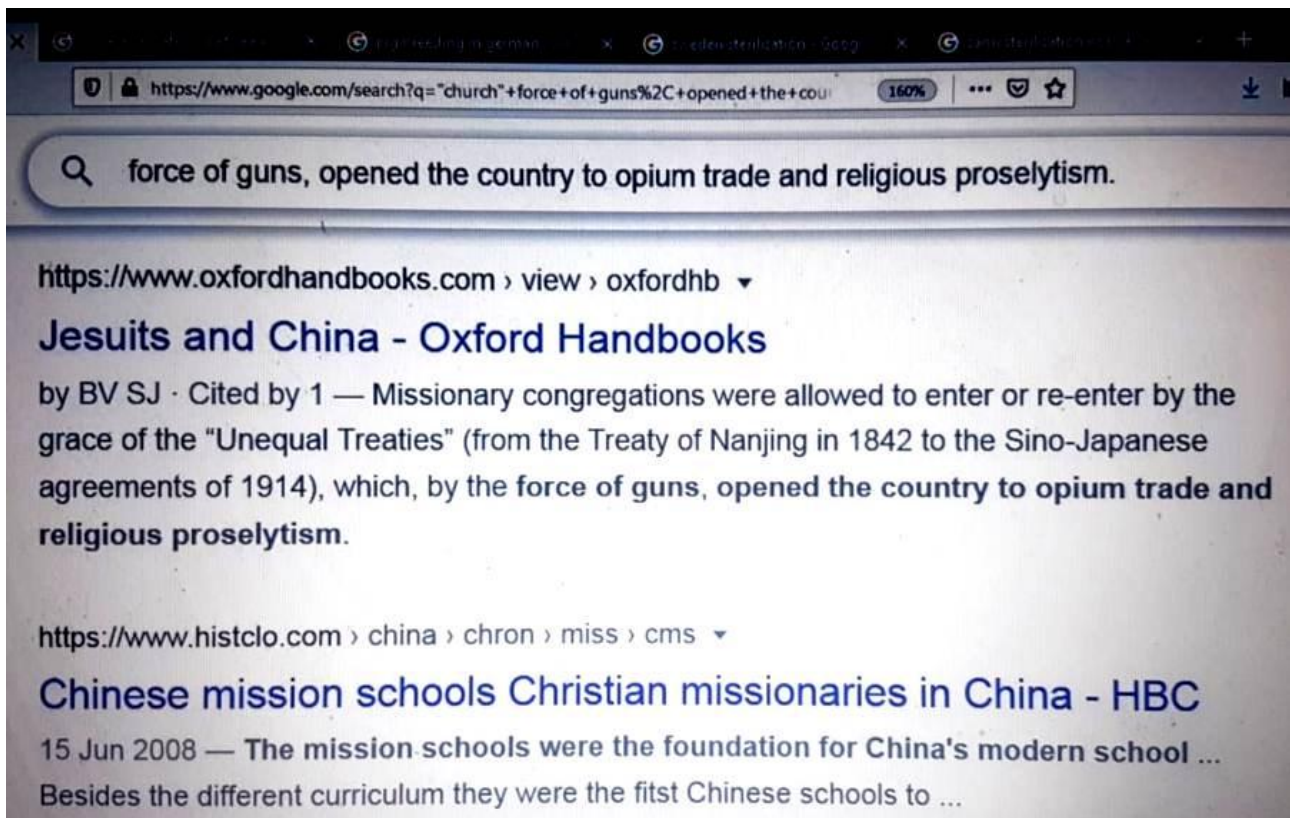 https://www.google.com/search?q="church"+force+of+guns%2C+opened+the+cou
160%
force of guns, opened the country to opium trade and religious proselytism.
https://www.oxfordhandbooks.com › view › oxfordhb
Jesuits and China - Oxford Handbooks
by BV SJ · Cited by 1 — Missionary congregations were allowed to enter or re-enter by the
grace of the “Unequal Treaties” (from the Treaty of Nanjing in 1842 to the Sino-Japanese
agreements of 1914), which, by the force of guns, opened the country to opium trade and
religious proselytism.
https://www.histclo.com › china › chron › miss › cms
Chinese mission schools Christian missionaries in China - HBC
15 Jun 2008 — The mission schools were the foundation for China's modern school ...
Besides the different curriculum they were the fitst Chinese schools to ...